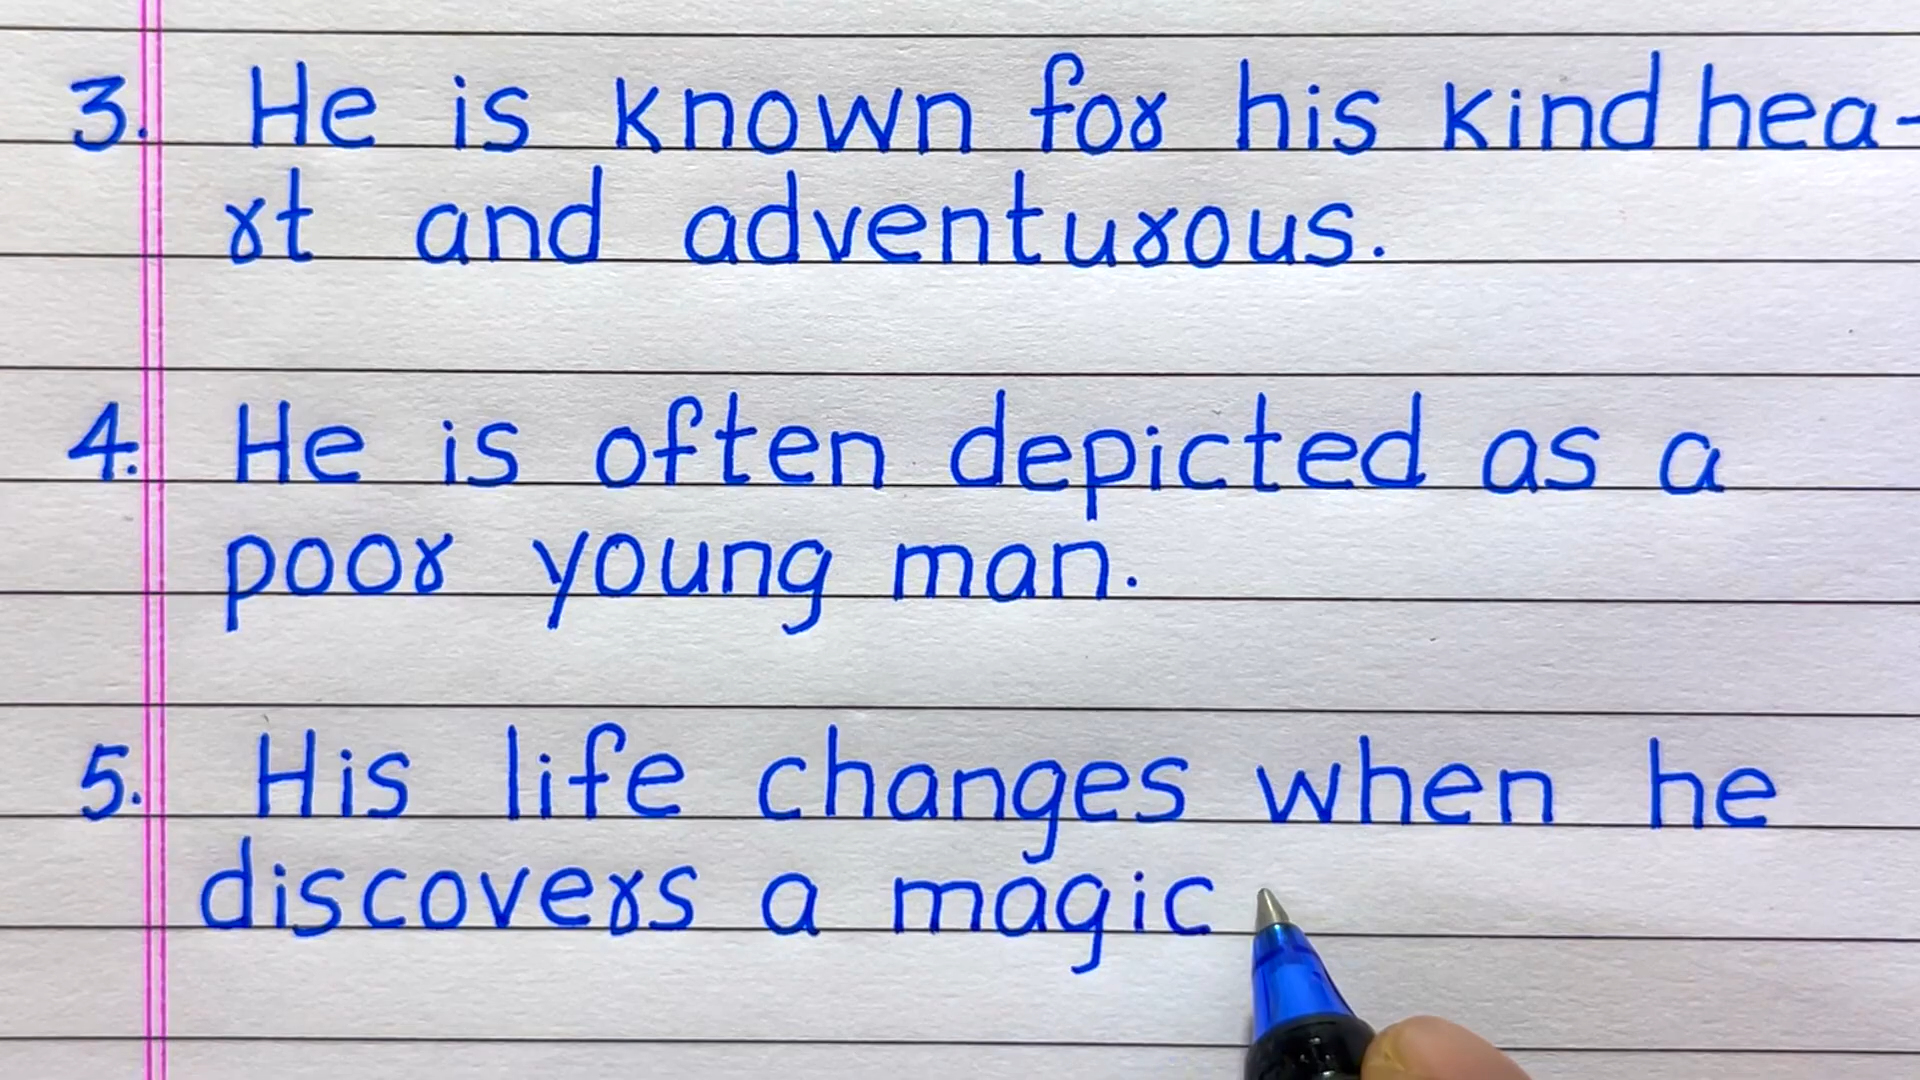 3. He is known for his kind hea-
rt and adventurous.
4. He is often depicted as a
poor young man.
5. His life changes when he
discovers a magic